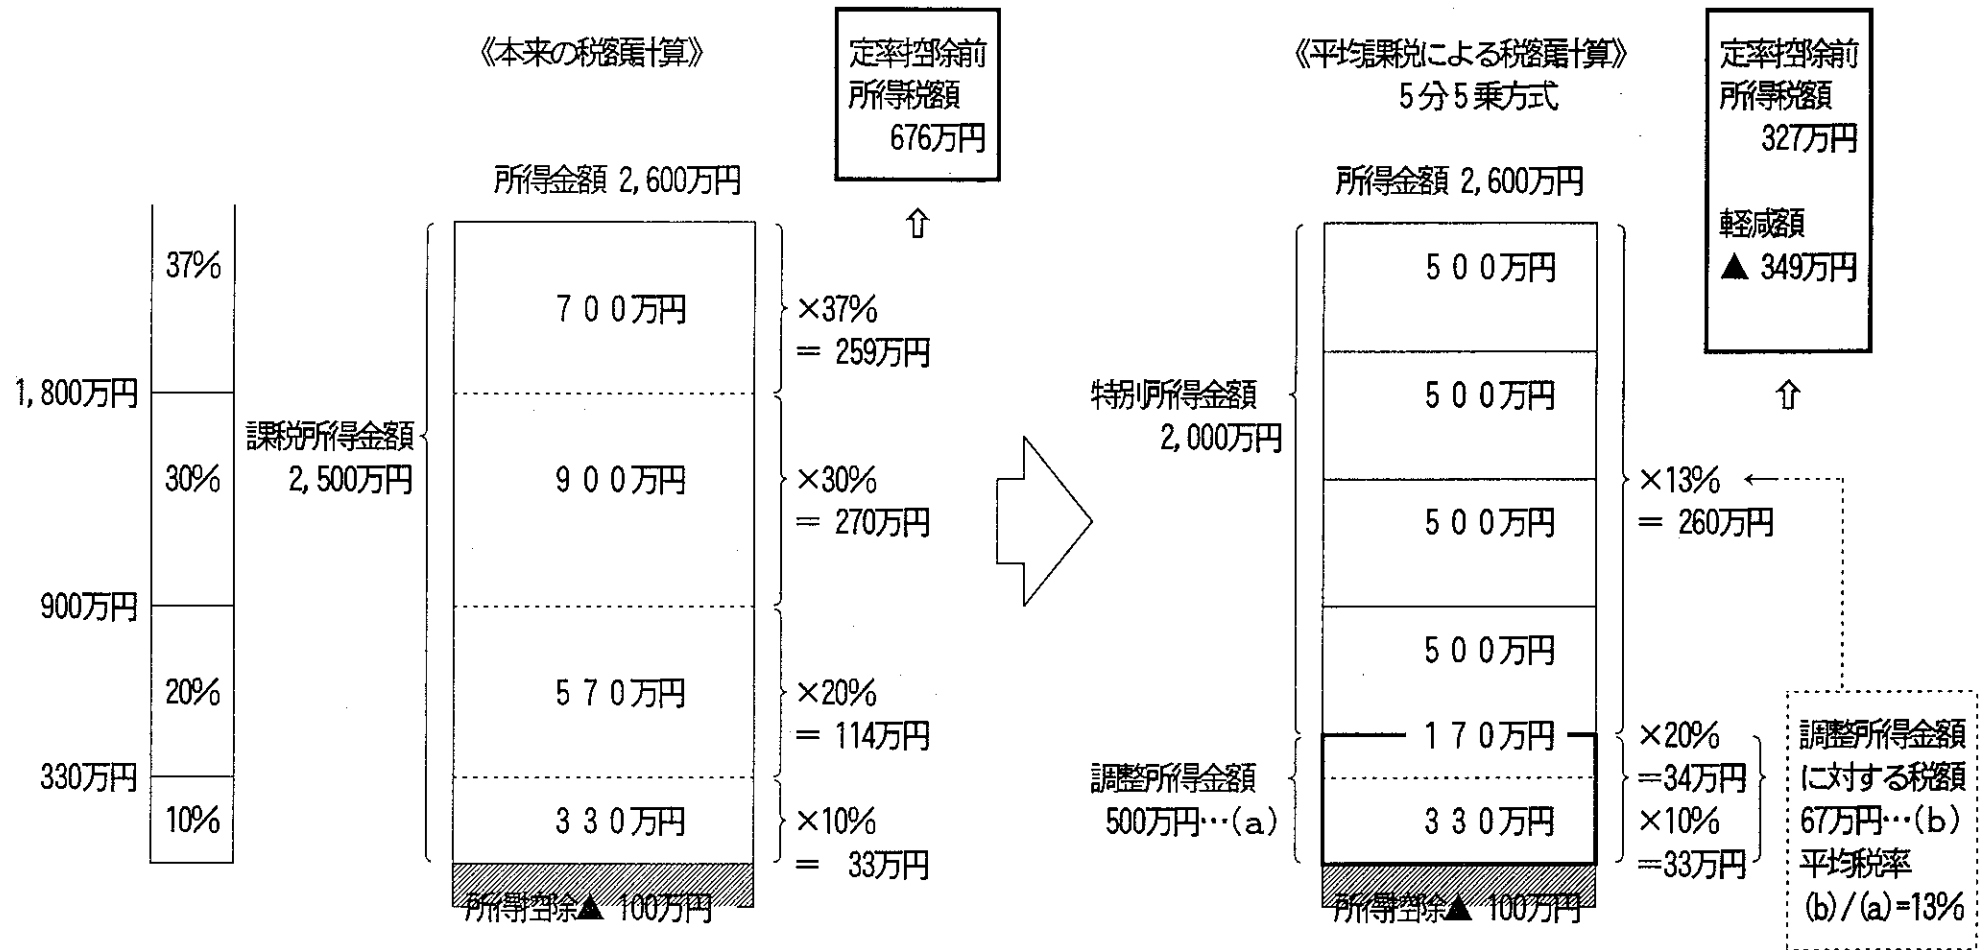 《本来の税額計算》
定率控除前
所得税額
676万円
所得金額 2,600万円
37%
1,800万円
30%
900万円
20%
330万円
10%
課税所得金額
2,500万円
700万円
×37%
= 259万円
900万円
×30%
= 270万円
570万円
×20%
= 114万円
330万円
×10%
= 33万円
所得控除▲ 100万円
⇧
《平均課税による税額計算》
5分5乗方式
定率控除前
所得税額
327万円
軽減額
▲ 349万円
⇧
所得金額 2,600万円
特別所得金額
2,000万円
500万円
500万円
500万円
500万円
×13% ←
= 260万円
170万円
×20%
=34万円
調整所得金額
500万円…(a)
330万円
×10%
=33万円
所得控除▲ 100万円
調整所得金額
に対する税額
67万円…(b)
平均税率
(b)/(a)=13%